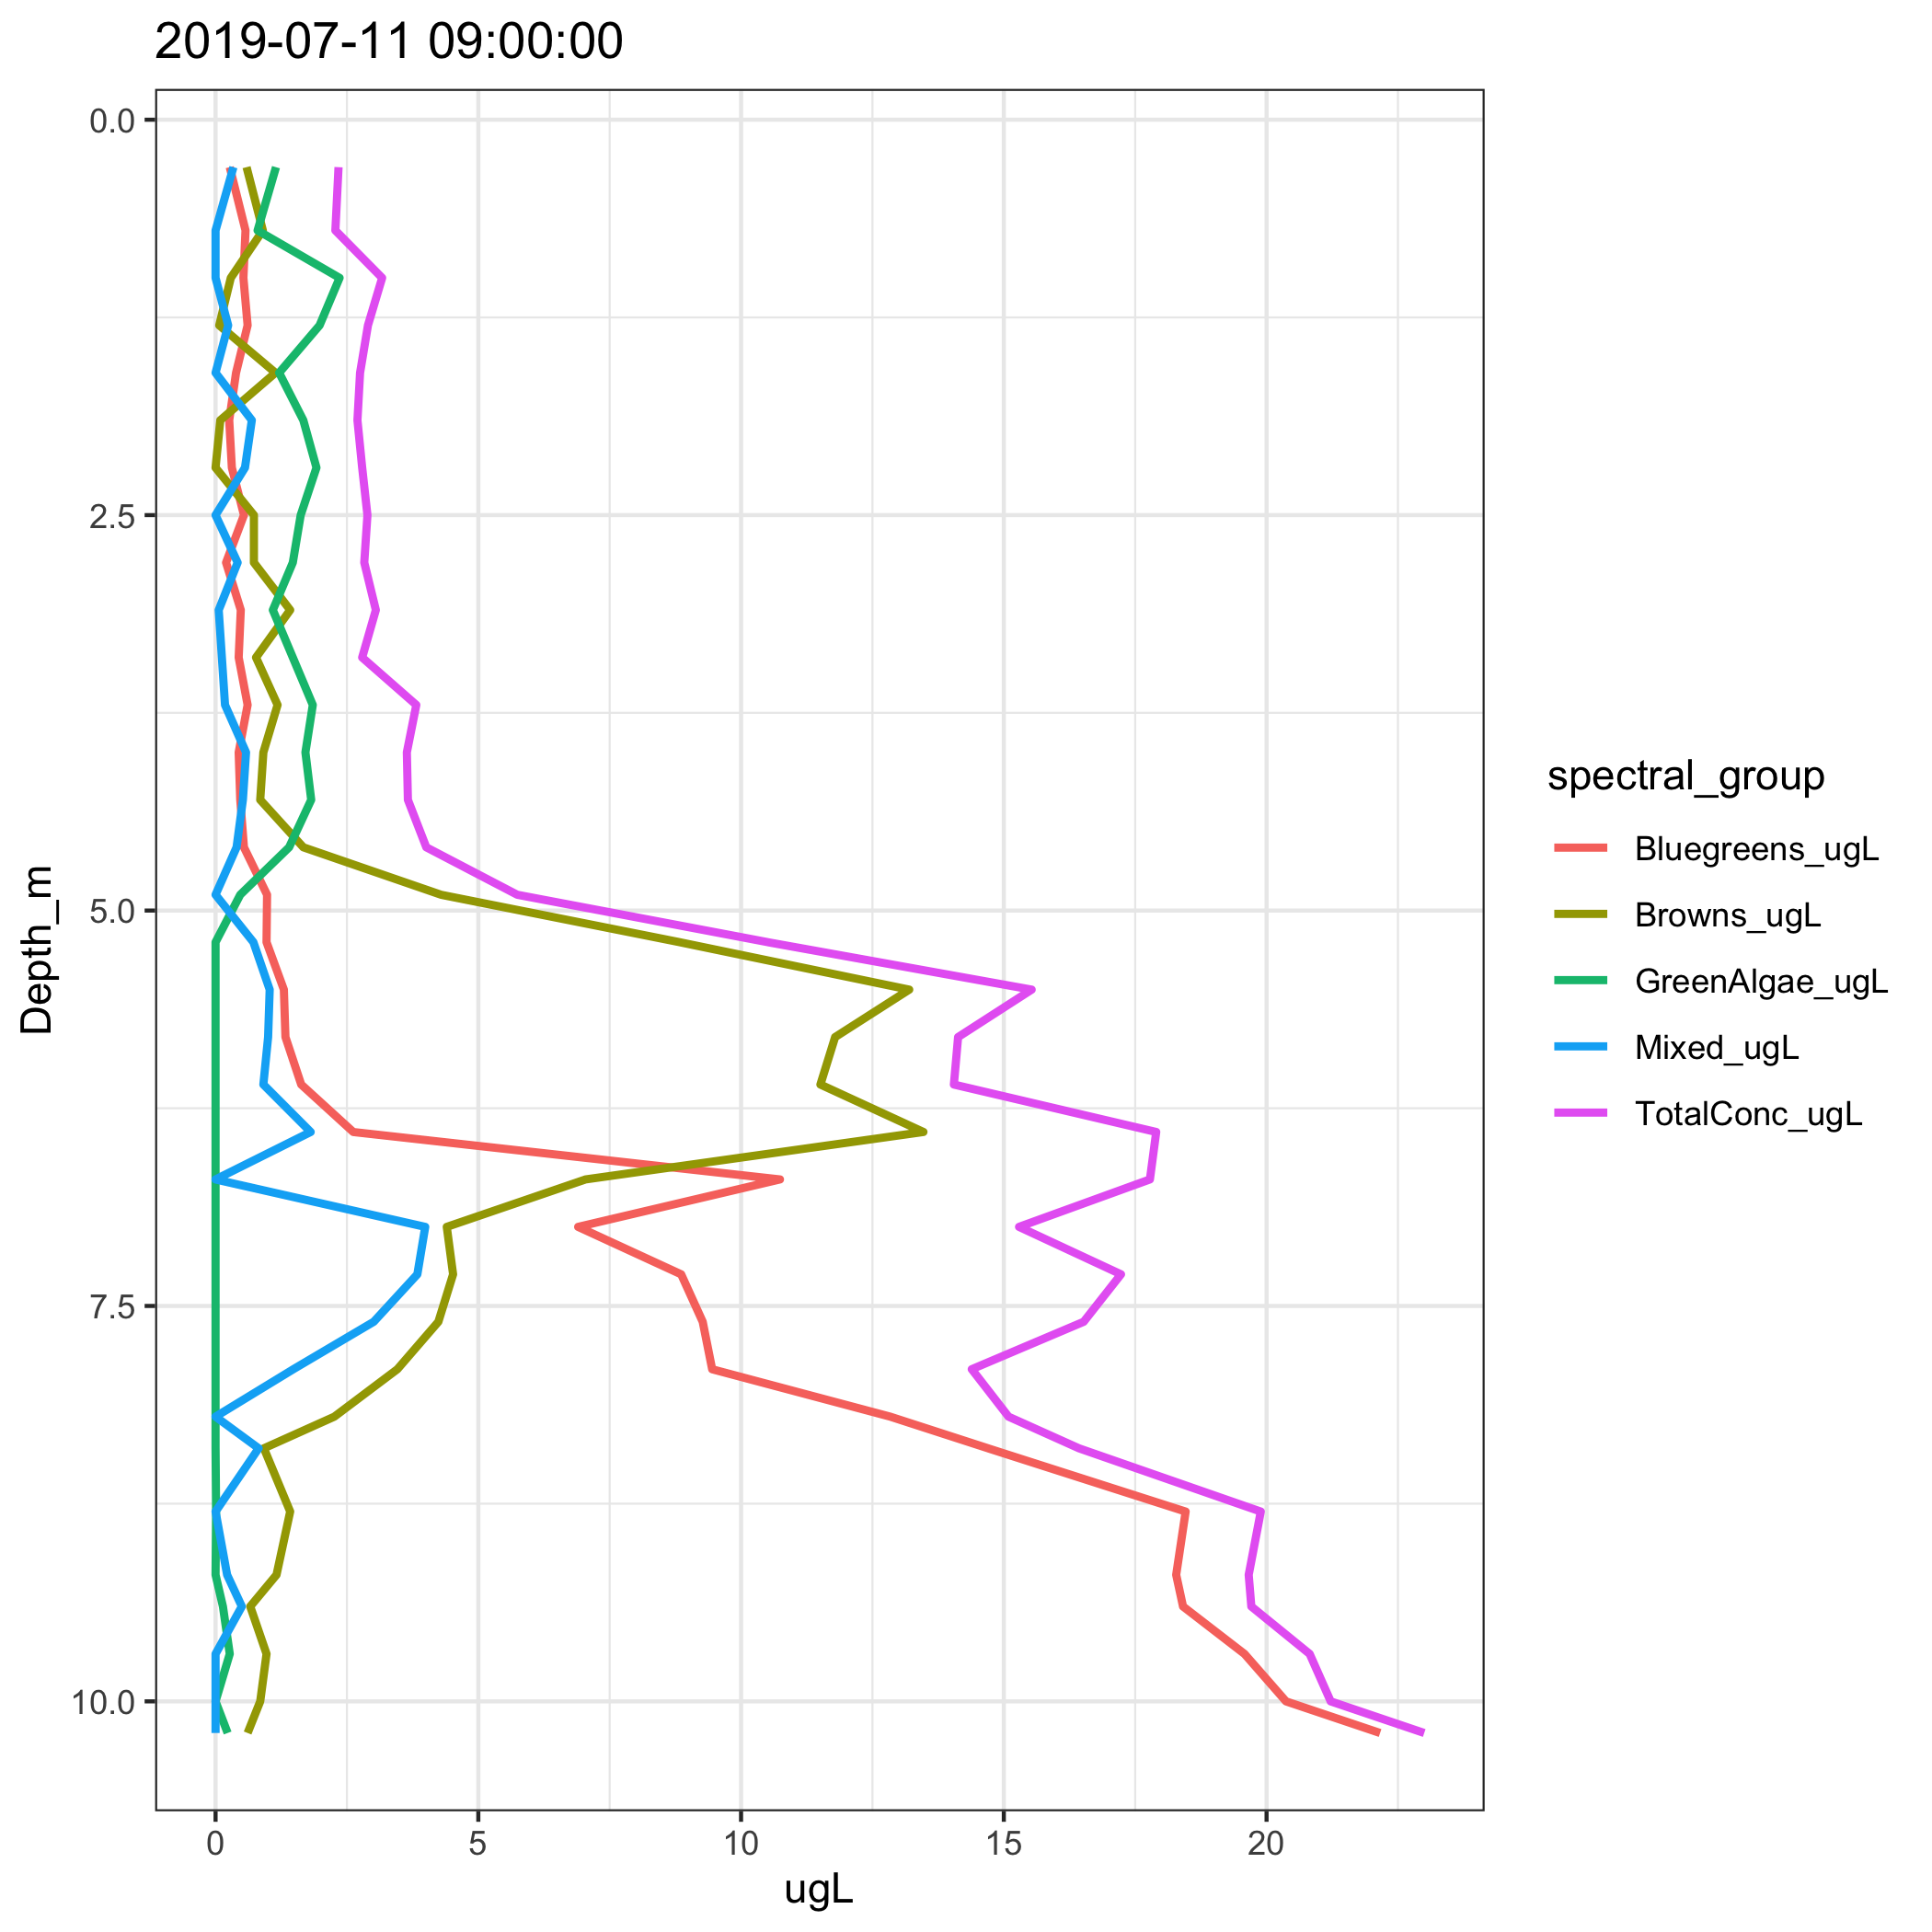 2019-07-11 09:00:00
0.0
2.5
5.0
7.5
10.0
Depth_m
0 5 10 15 20
ugL
spectral_group
Bluegreens_ugL
Browns_ugL
GreenAlgae_ugL
Mixed_ugL
TotalConc_ugL